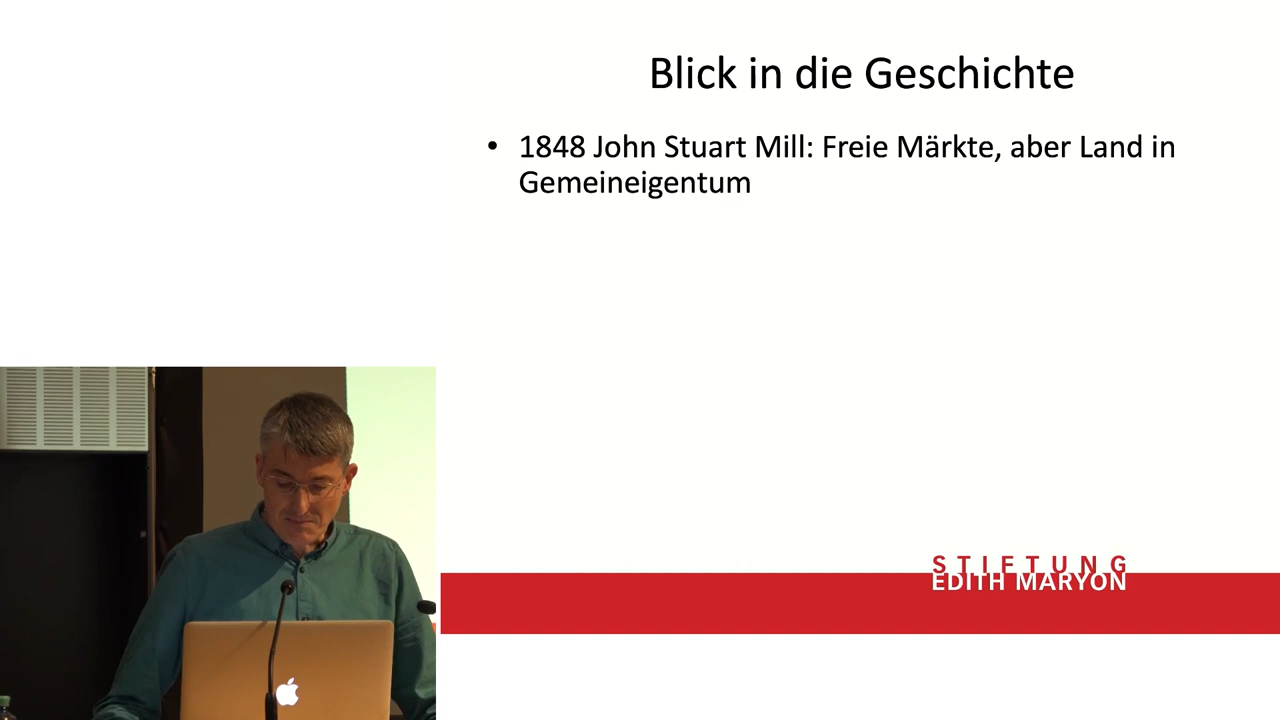 Blick in die Geschichte
• 1848 John Stuart Mill: Freie Märkte, aber Land in
Gemeineigentum
STIFTUNG
EDITH MARYON